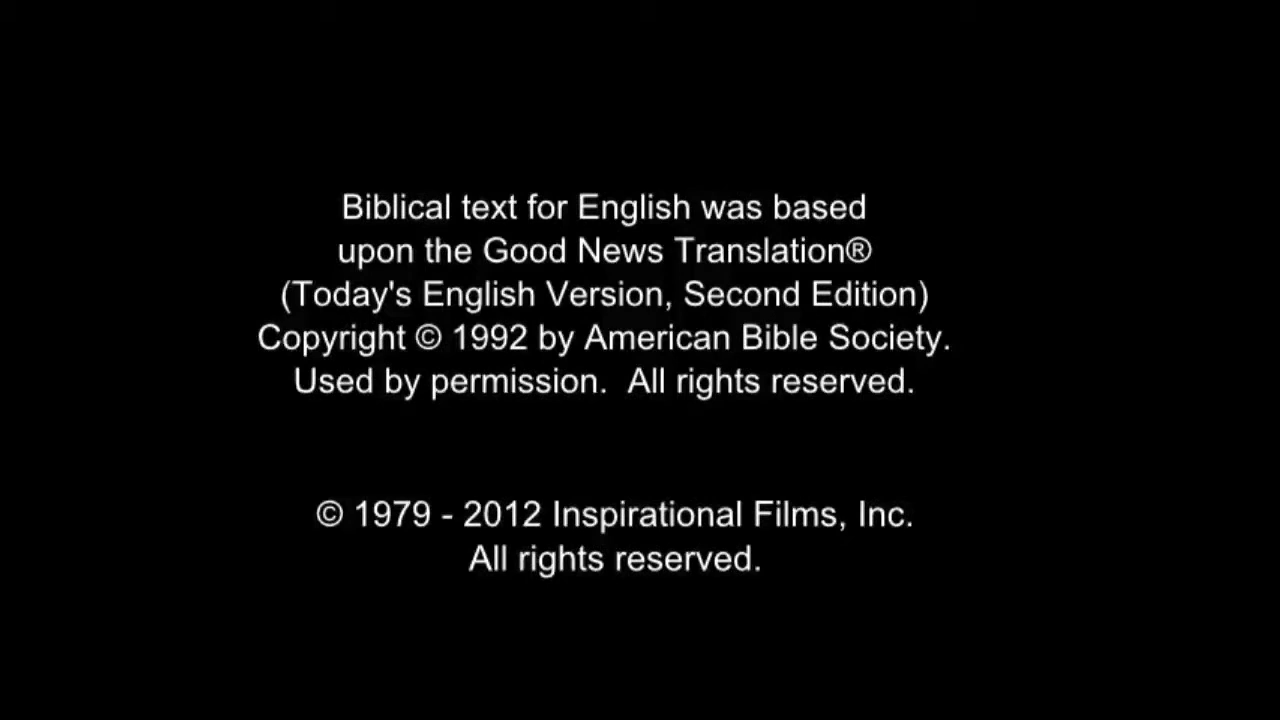 Biblical text for English was based
upon the Good News Translation®
(Today's English Version, Second Edition)
Copyright © 1992 by American Bible Society.
Used by permission.  All rights reserved.
© 1979 - 2012 Inspirational Films, Inc.
All rights reserved.